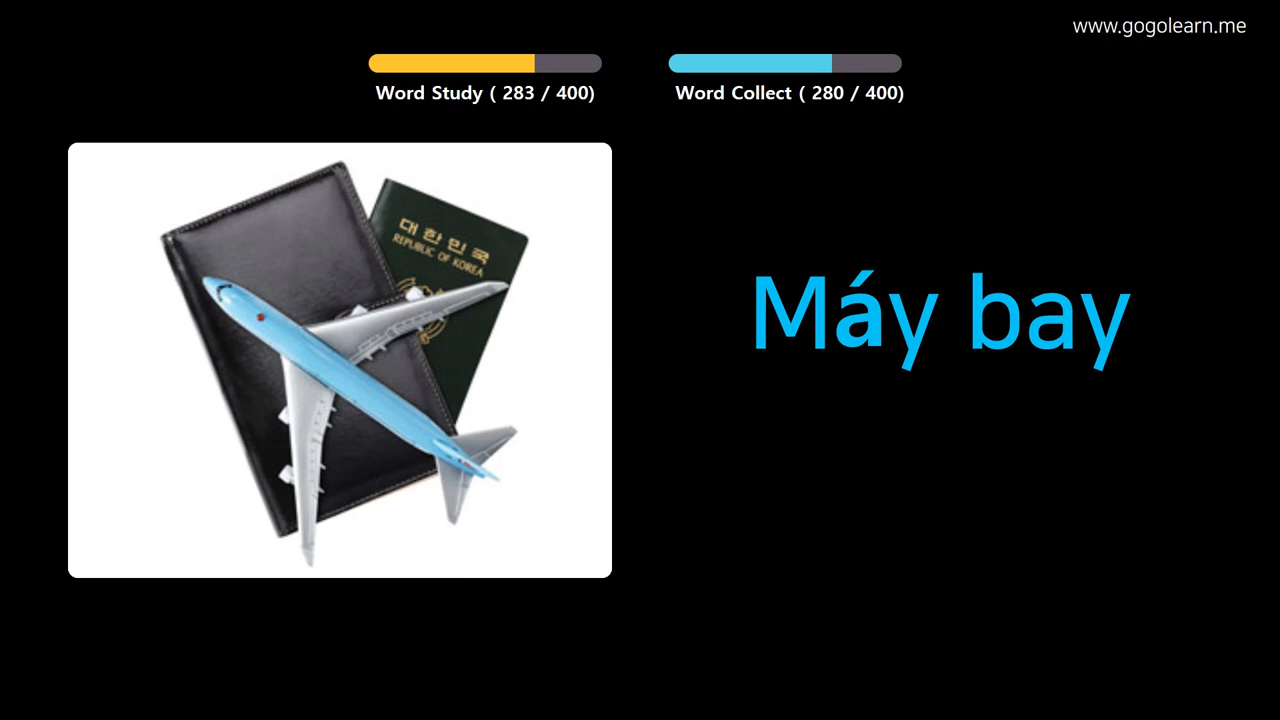 www.gogolearn.me
Word Study ( 283 / 400)
Word Collect ( 280 / 400)
대한민국
REPUBLIC OF KOREA
Máy bay